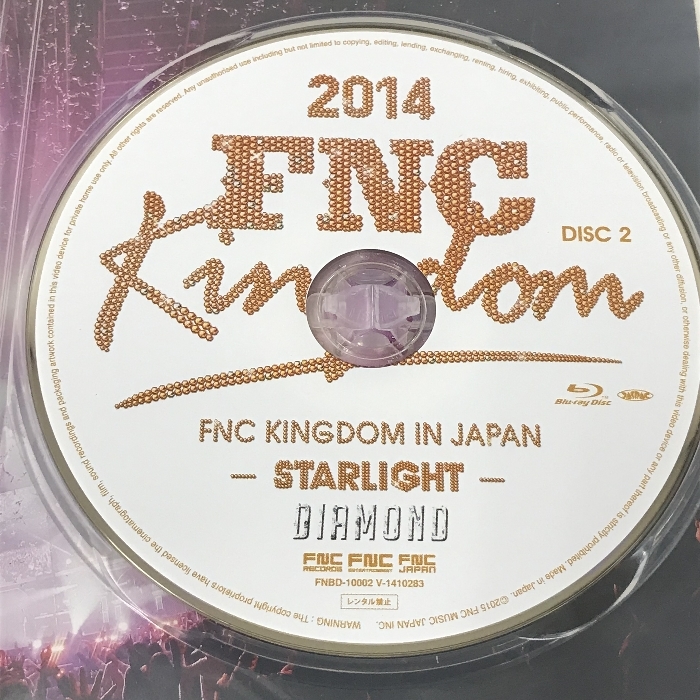 2014
FNC
Kingdom
DISC 2
Blu-ray Disc
FNC KINGDOM IN JAPAN
- STARLIGHT -
DIAMOND
FNC RECORDS FNC ENTERTAINMENT FNC JAPAN
FNBD-10002 V-1410283
レンタル禁止
WARNING : The copyright proprietors have licensed the cinematograph, film, sound recordings and packaging artwork contained in this video device for private home use only. All other rights are reserved. Any unauthorised use including but not limited to copying, editing, lending, exchanging, renting, hiring, exhibiting, public performance, radio or television broadcasting or any other diffusion, or otherwise dealing with this video device or any part thereof is strictly prohibited. Made in Japan. ©2015 FNC MUSIC JAPAN INC.